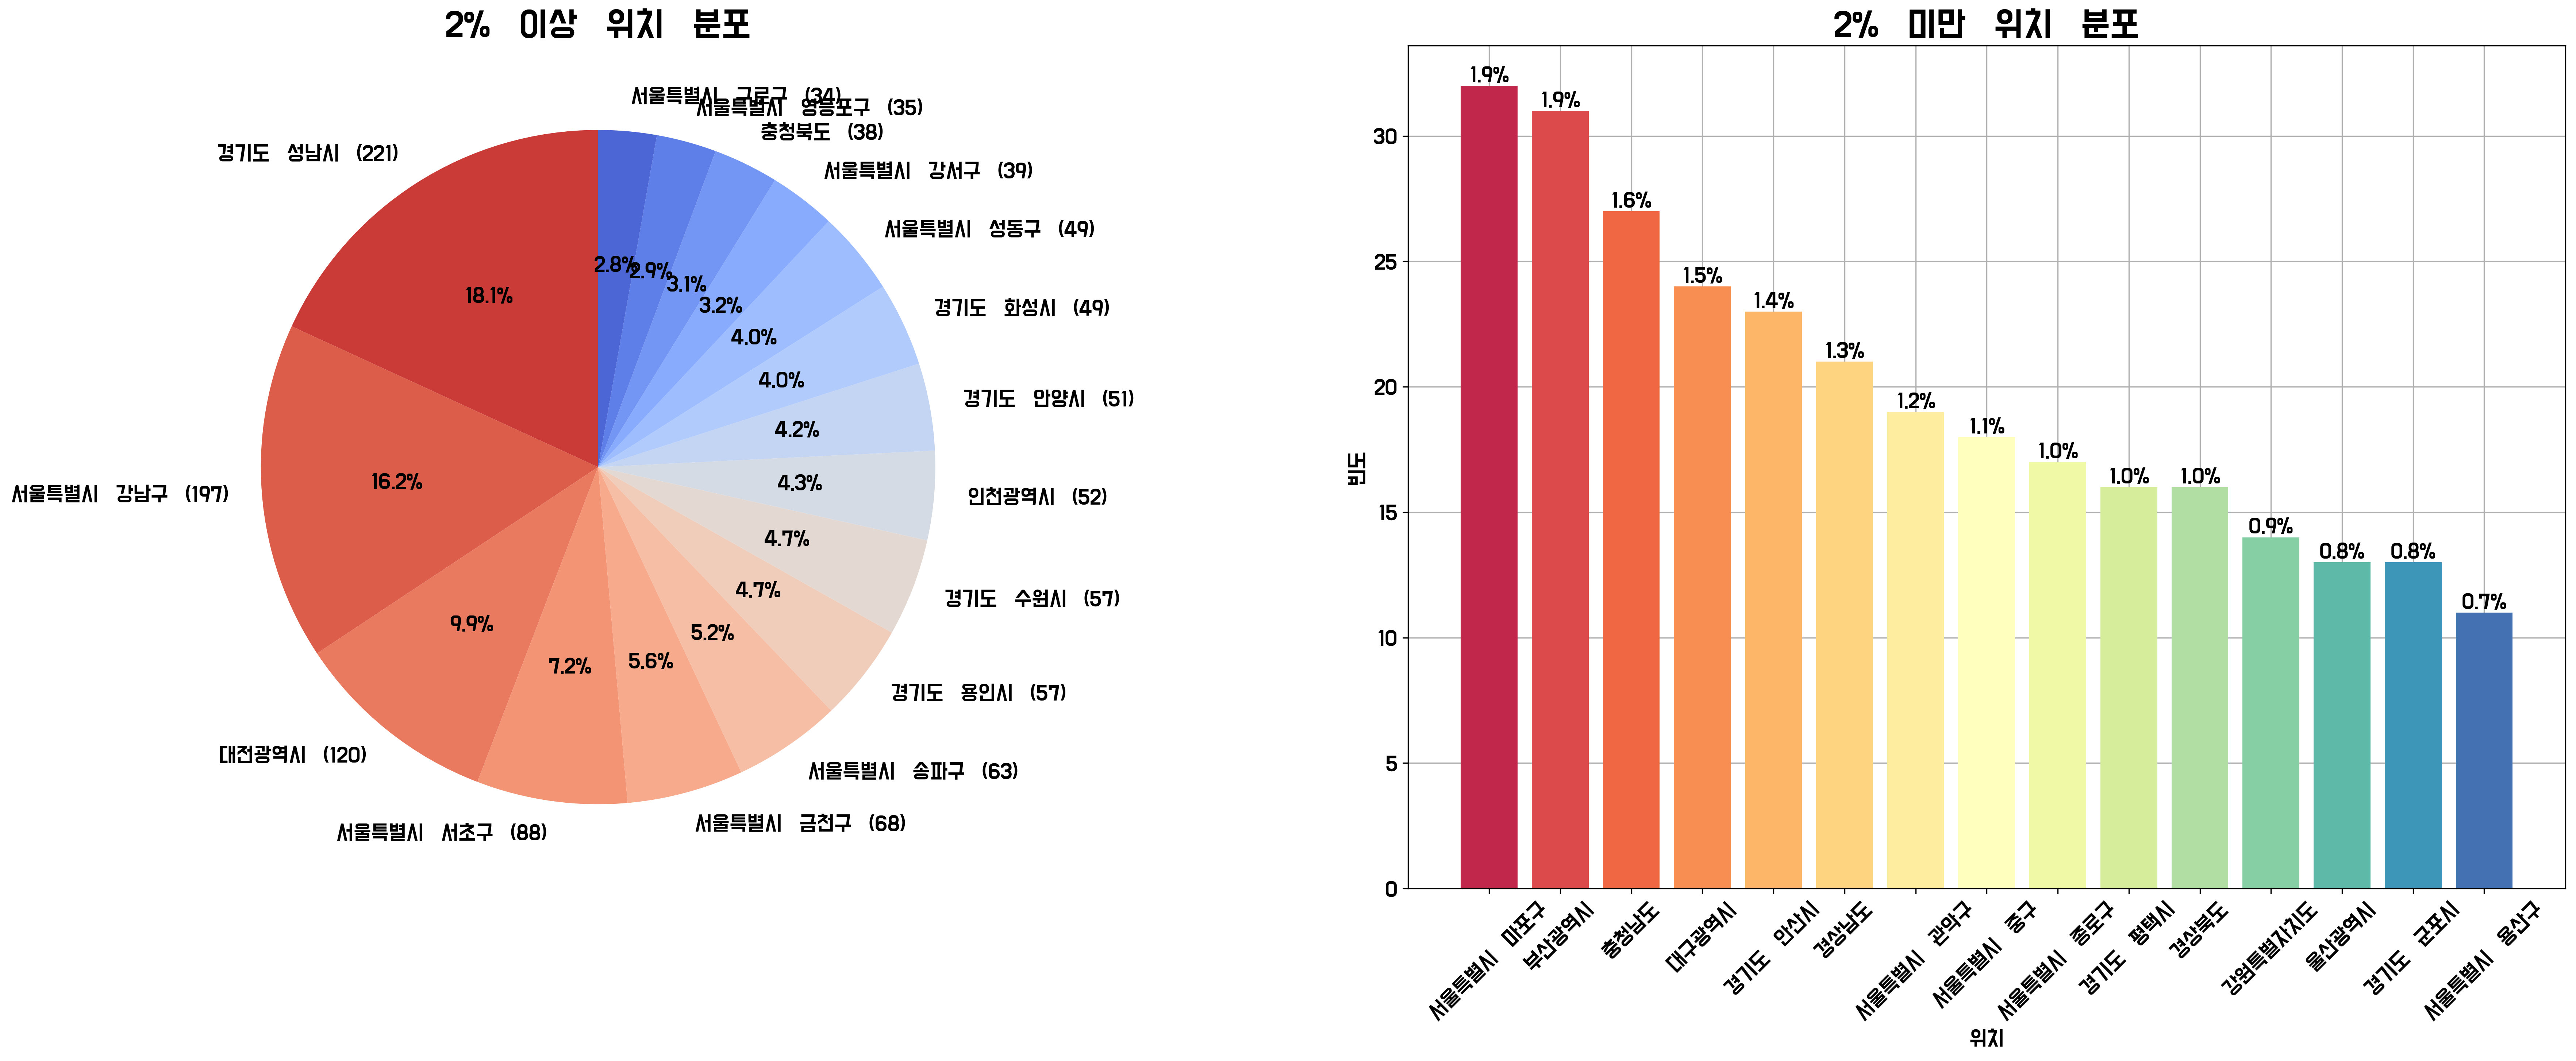 2% 이상 위치 분포
서울특별시 구로구 (34)
서울특별시 영등포구 (35)
충청북도 (38)
서울특별시 강서구 (39)
서울특별시 성동구 (49)
경기도 화성시 (49)
경기도 안양시 (51)
인천광역시 (52)
경기도 수원시 (57)
경기도 용인시 (57)
서울특별시 송파구 (63)
서울특별시 금천구 (68)
서울특별시 서초구 (88)
대전광역시 (120)
서울특별시 강남구 (197)
경기도 성남시 (221)
2.8%
2.9%
3.1%
3.2%
4.0%
4.0%
4.2%
4.3%
4.7%
4.7%
5.2%
5.6%
7.2%
9.9%
16.2%
18.1%
2% 미만 위치 분포
빈도
30
25
20
15
10
5
0
1.9%
1.9%
1.6%
1.5%
1.4%
1.3%
1.2%
1.1%
1.0%
1.0%
1.0%
0.9%
0.8%
0.8%
0.7%
서울특별시 마포구
부산광역시
충청남도
대구광역시
경기도 안산시
경상남도
서울특별시 관악구
서울특별시 중구
서울특별시 종로구
경기도 평택시
경상북도
강원특별자치도
울산광역시
경기도 군포시
서울특별시 용산구
위치